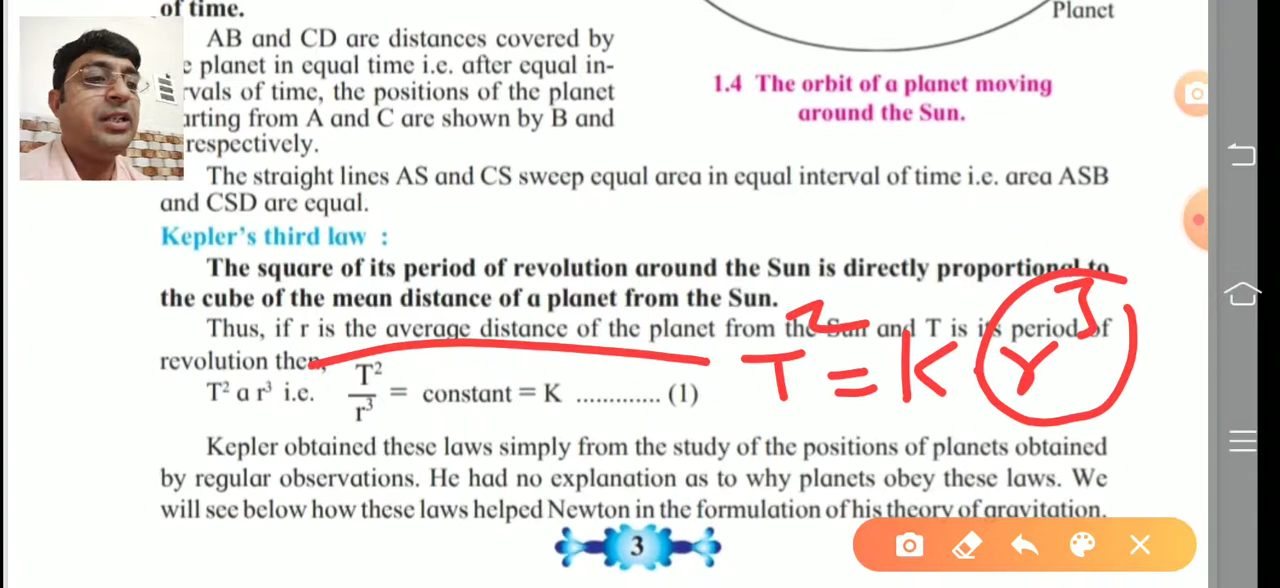 of time.
Planet
AB and CD are distances covered by
e planet in equal time i.e. after equal in-
rvals of time, the positions of the planet
arting from A and C are shown by B and
respectively.
1.4 The orbit of a planet moving
around the Sun.
The straight lines AS and CS sweep equal area in equal interval of time i.e. area ASB
and CSD are equal.
Kepler's third law :
The square of its period of revolution around the Sun is directly proportional to
the cube of the mean distance of a planet from the Sun.
Thus, if r is the average distance of the planet from the Sun and T is its period of
revolution then,
T² a r³ i.e. T²/r³ = constant = K ............. (1)
T² = K r³
Kepler obtained these laws simply from the study of the positions of planets obtained
by regular observations. He had no explanation as to why planets obey these laws. We
will see below how these laws helped Newton in the formulation of his theory of gravitation.
3